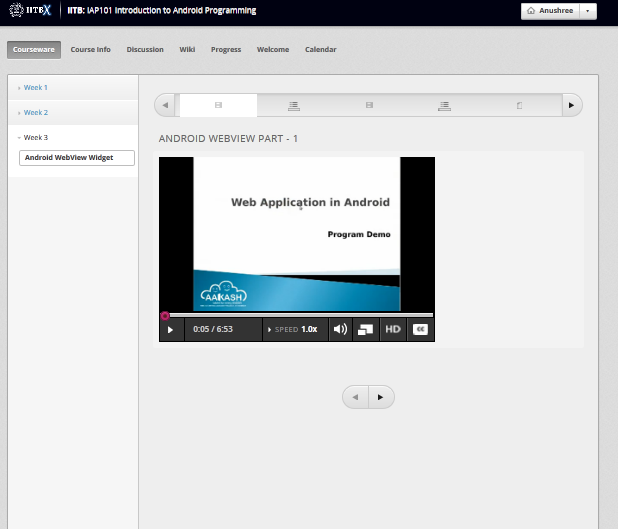 IITBX IITB: IAP101 Introduction to Android Programming Anushree
Courseware Course Info Discussion Wiki Progress Welcome Calendar
Week 1
Week 2
Week 3
Android WebView Widget
ANDROID WEBVIEW PART - 1
Web Application in Android
Program Demo
AAKASH
0:05 / 6:53 SPEED 1.0x HD CC